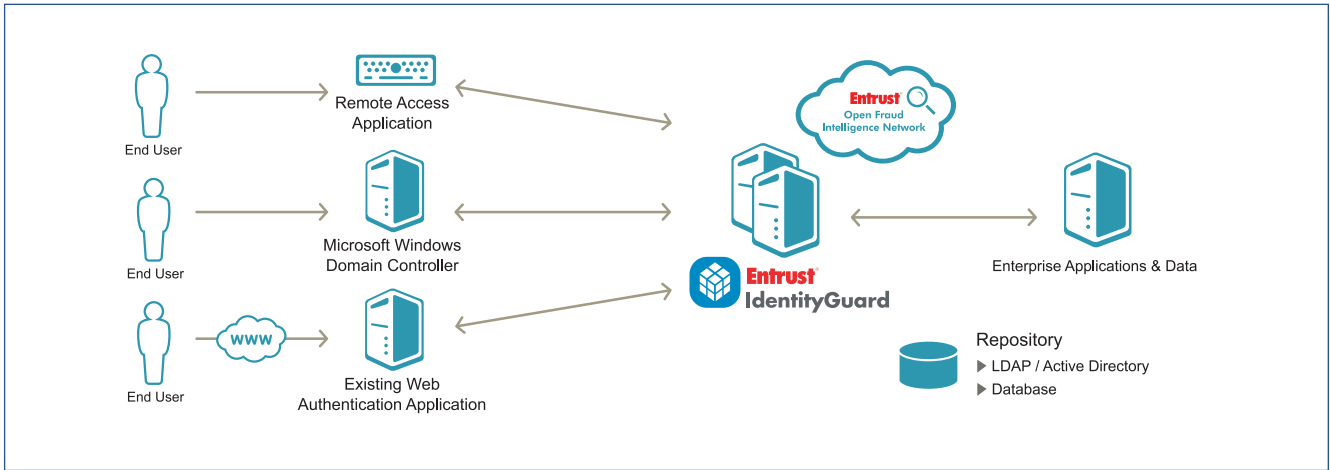 End User
Remote Access
Application
End User
Microsoft Windows
Domain Controller
End User
www
Existing Web
Authentication Application
Entrust®
Open Fraud
Intelligence Network
Entrust®
IdentityGuard
Enterprise Applications & Data
Repository
LDAP / Active Directory
Database